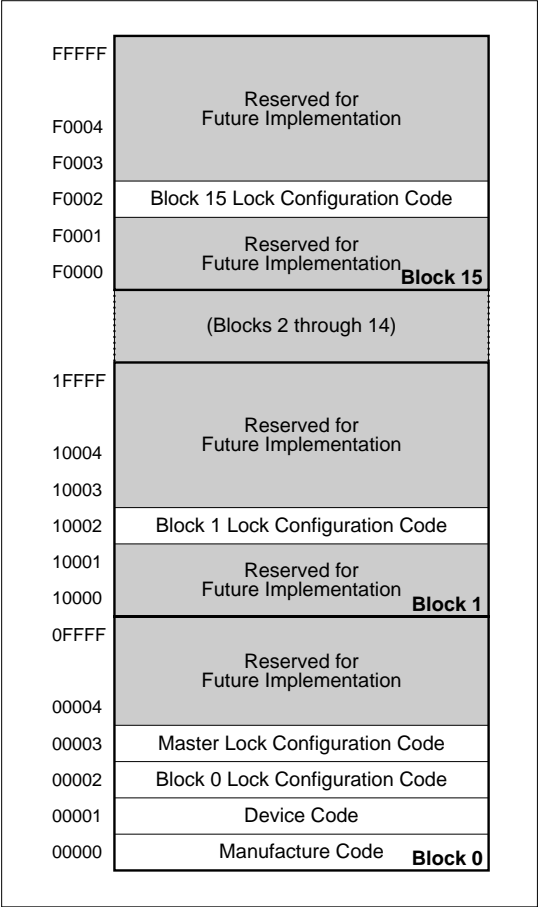 FFFFF
Reserved for
Future Implementation
F0004
F0003
F0002 Block 15 Lock Configuration Code
F0001
Reserved for
Future Implementation
F0000
Block 15
(Blocks 2 through 14)
1FFFF
Reserved for
Future Implementation
10004
10003
10002 Block 1 Lock Configuration Code
10001
Reserved for
Future Implementation
10000
Block 1
0FFFF
Reserved for
Future Implementation
00004
00003 Master Lock Configuration Code
00002 Block 0 Lock Configuration Code
00001 Device Code
00000 Manufacture Code Block 0